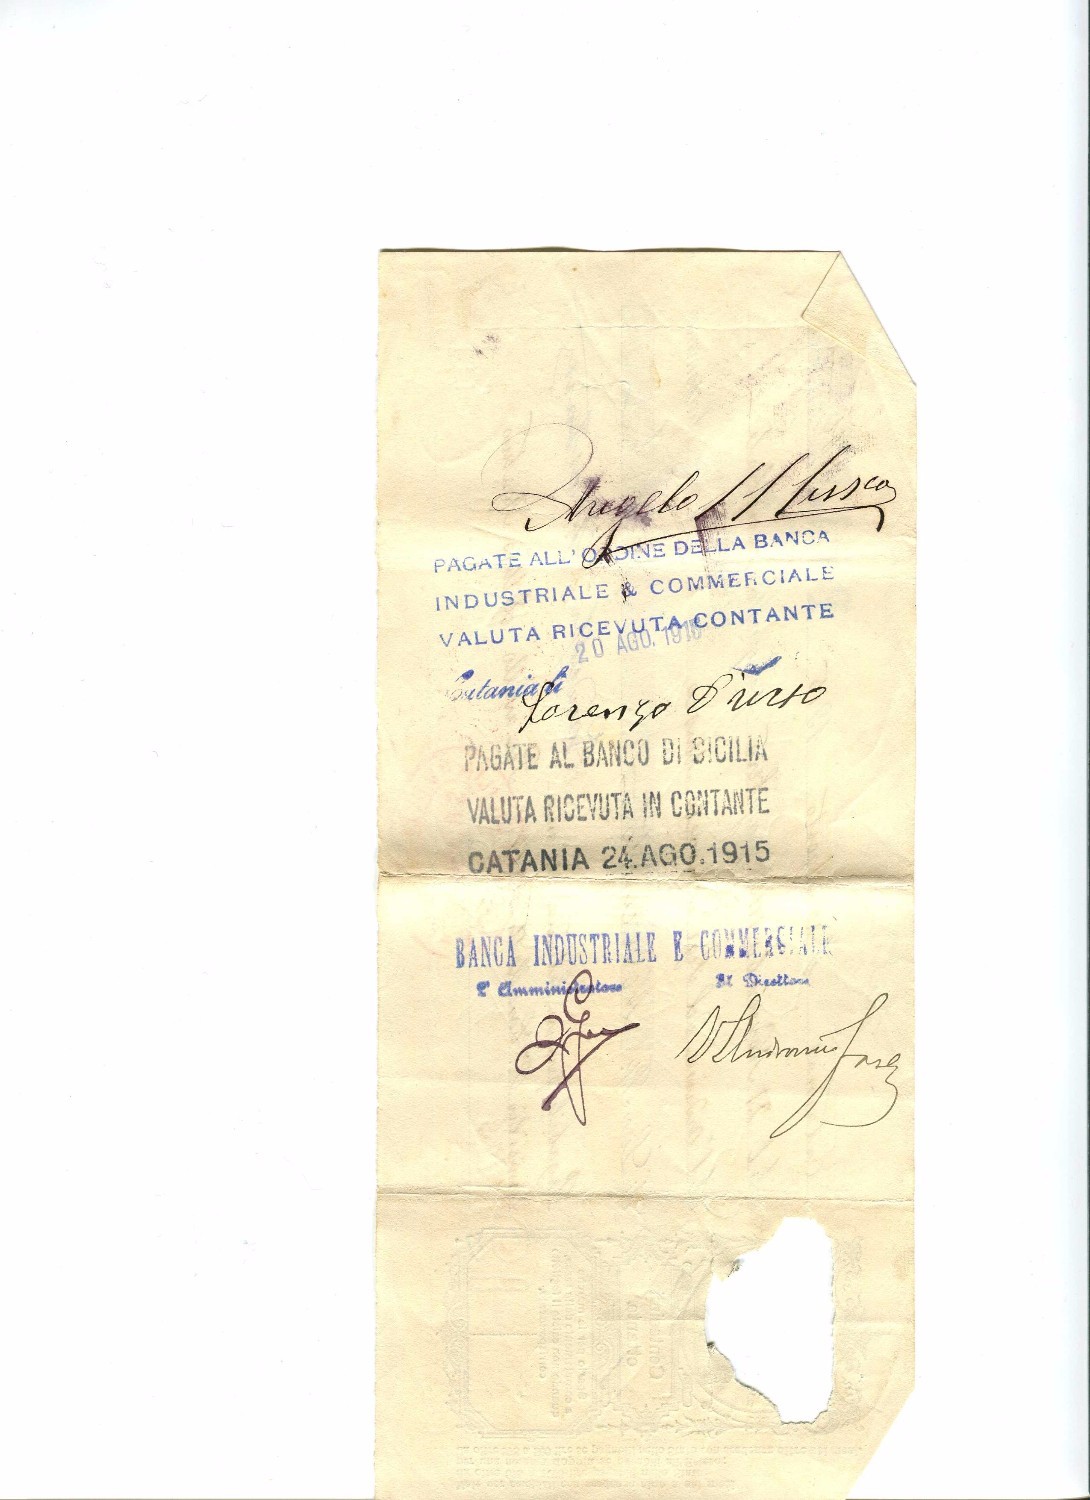 Angelo Musco
PAGATE ALL'ORDINE DELLA BANCA
INDUSTRIALE & COMMERCIALE
VALUTA RICEVUTA CONTANTE
20 AGO. 1915
Catania li
Lorenzo D'urso
PAGATE AL BANCO DI SICILIA
VALUTA RICEVUTA IN CONTANTE
CATANIA 24.AGO.1915
BANCA INDUSTRIALE E COMMERCIALE
L'Amministratore Il Direttore